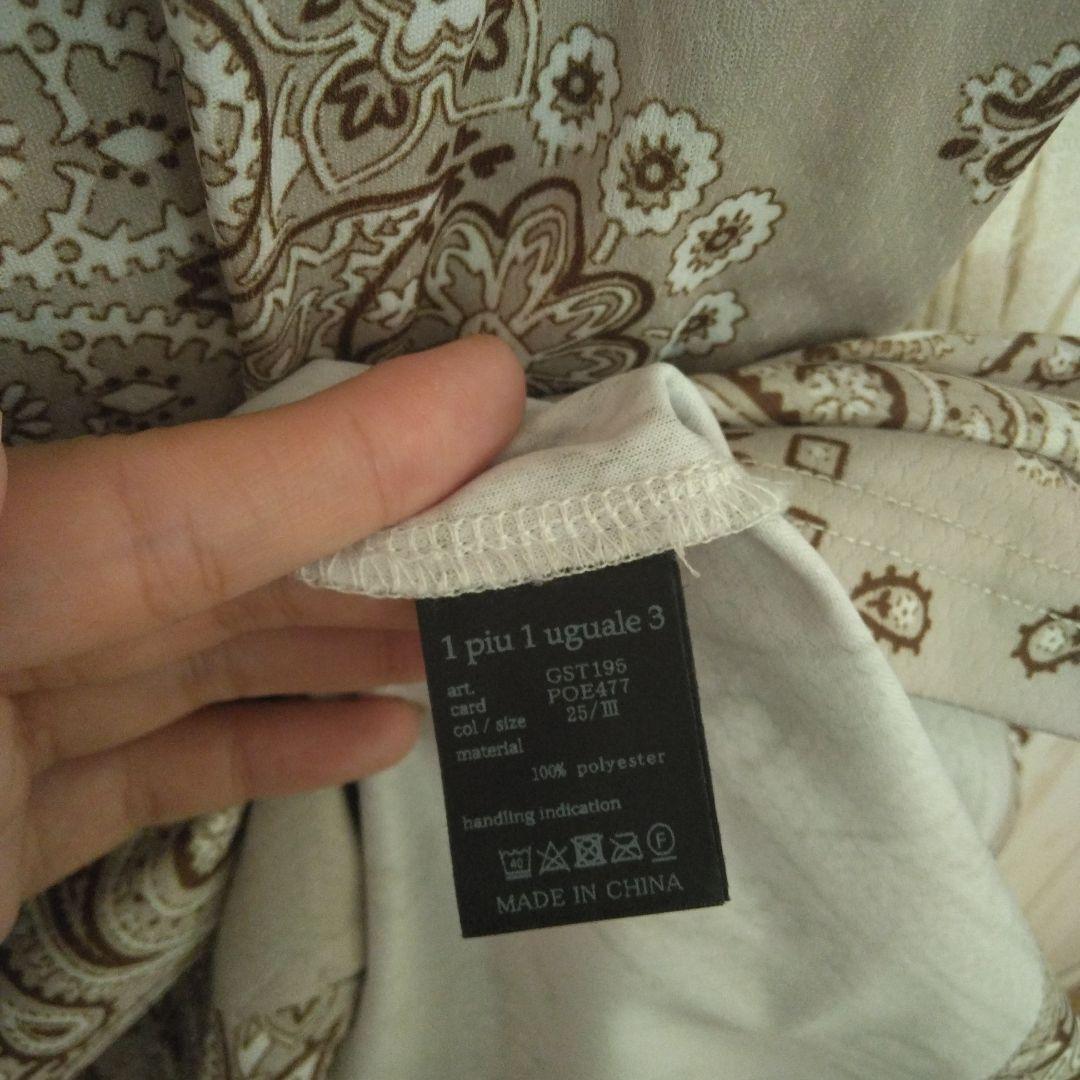 1 piu 1 uguale 3
art. GST195
card POE477
col / size 25/III
material
100% polyester
handling indication
40 F
MADE IN CHINA